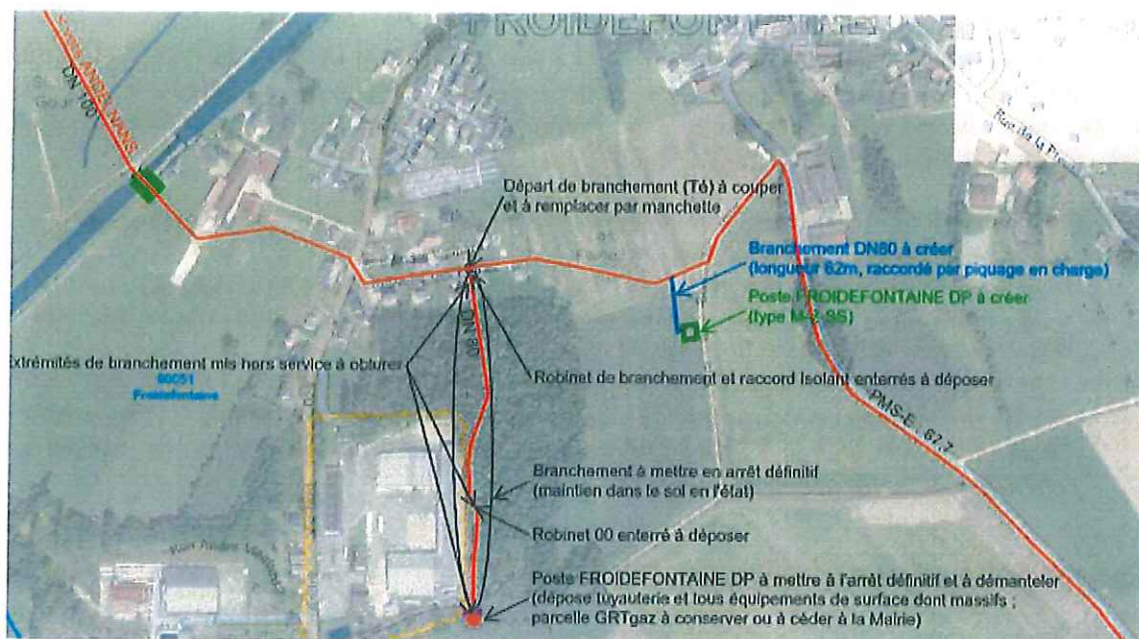 FROIDEFONTAINE
DN 100
Rue de la
Départ de branchement (Té) à couper
et à remplacer par manchette
Branchement DN80 à créer
(longueur 62m, raccordé par piquage en charge)
Poste FROIDEFONTAINE DP à créer
DN 80
xtrémités de branchement mis hors service à obturer
Froidefontaine
Robinet de branchement et raccord Isolant enterrés à déposer
PMS-E : 67.7
Branchement à mettre en arrêt définitif
(maintien dans le sol en l'état)
Robinet 00 enterré à déposer
Poste FROIDEFONTAINE DP à mettre à l'arrêt définitif et à démanteler
(dépose tuyauterie et tous équipements de surface dont massifs ;
parcelle GRTgaz à conserver ou à céder à la Mairie)